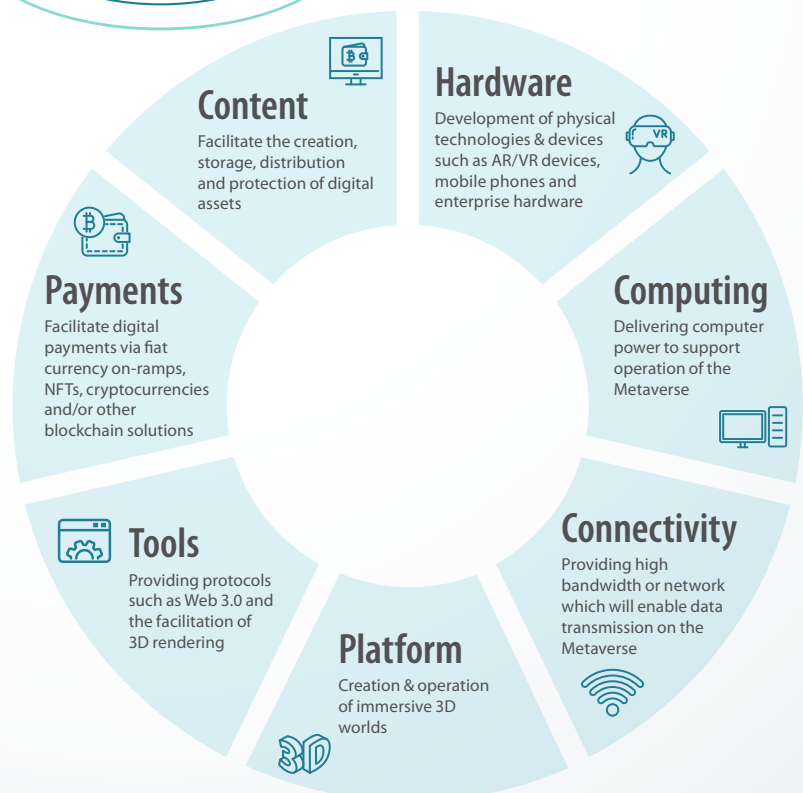 Content
Facilitate the creation,
storage, distribution
and protection of digital
assets
Hardware
Development of physical
technologies & devices
such as AR/VR devices,
mobile phones and
enterprise hardware
VR
Computing
Delivering computer
power to support
operation of the
Metaverse
Connectivity
Providing high
bandwidth or network
which will enable data
transmission on the
Metaverse
Platform
Creation & operation
of immersive 3D
worlds
3D
Tools
Providing protocols
such as Web 3.0 and
the facilitation of
3D rendering
Payments
Facilitate digital
payments via fiat
currency on-ramps,
NFTs, cryptocurrencies
and/or other
blockchain solutions